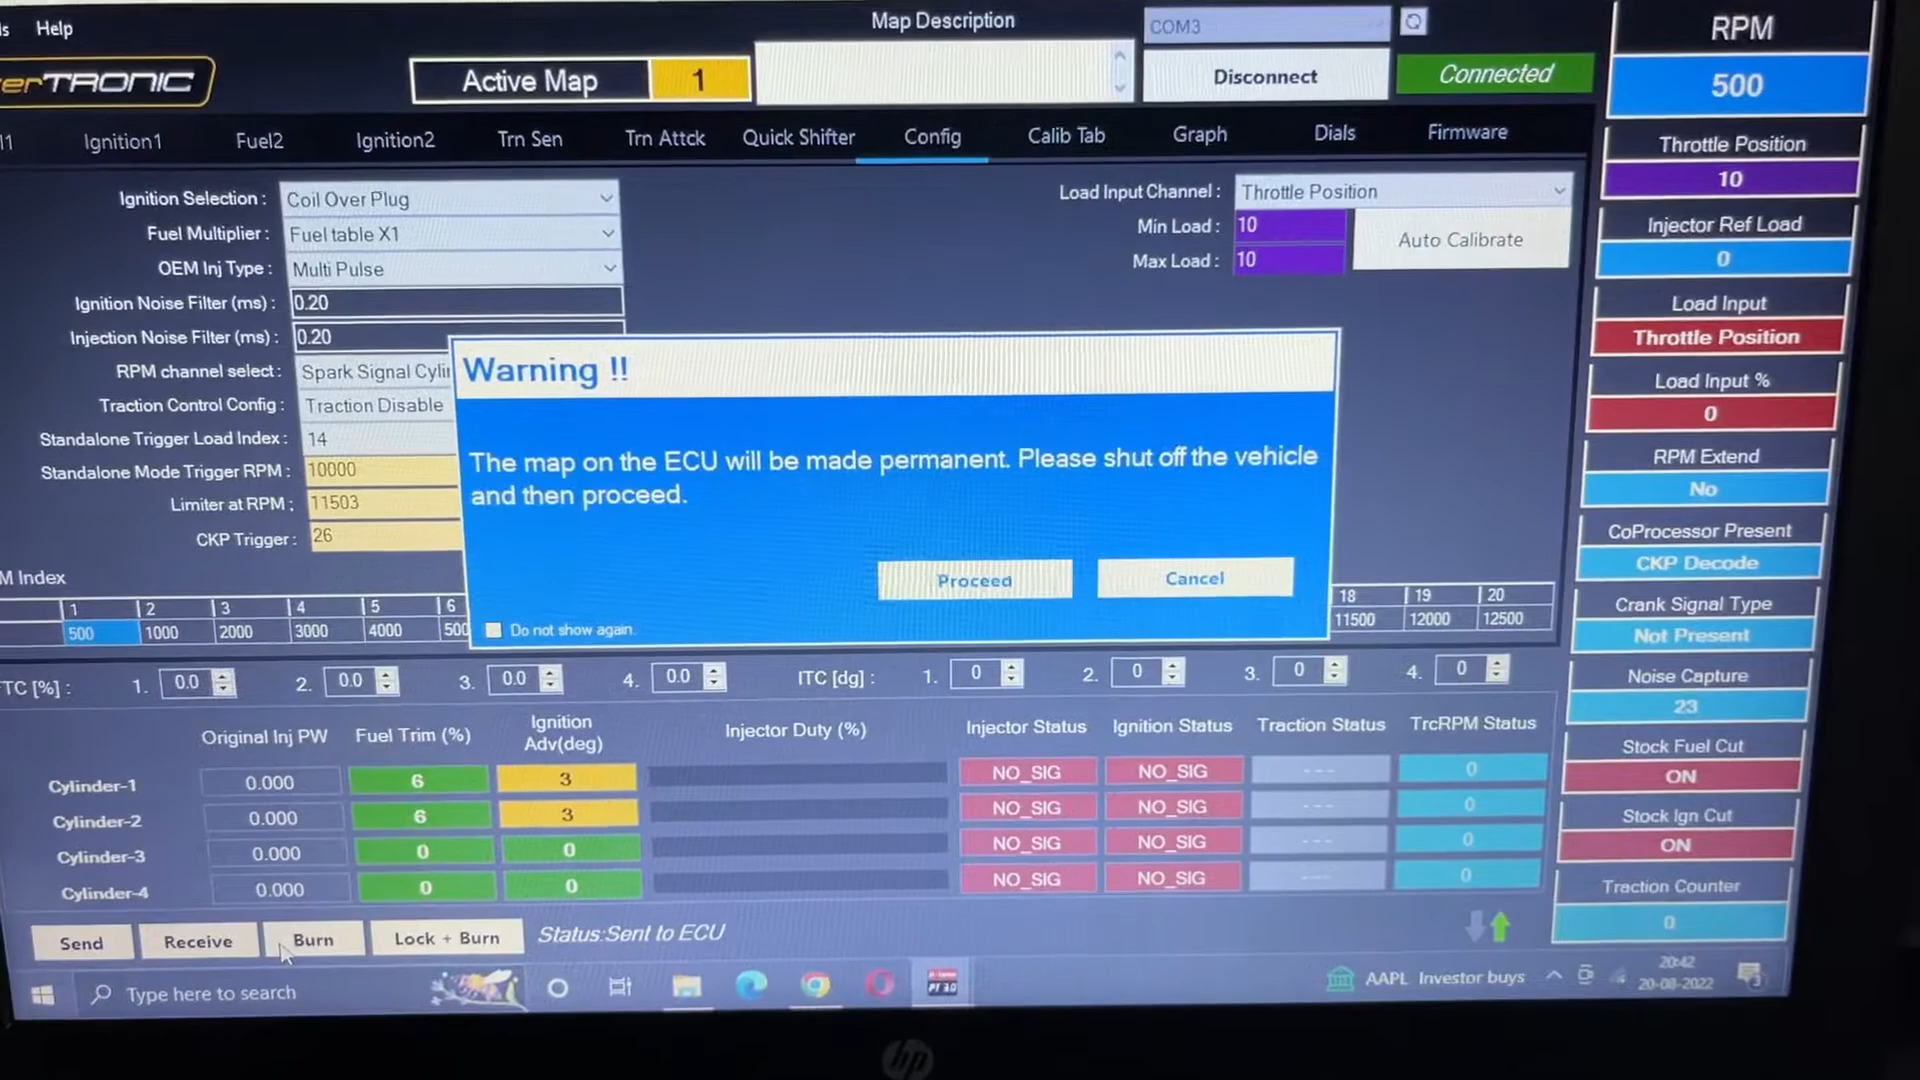 Help
Map Description
COM3
RPM
erTRONIC
Active Map
1
Disconnect
Connected
500
Ignition1
Fuel2
Ignition2
Trn Sen
Trn Attck
Quick Shifter
Config
Calib Tab
Graph
Dials
Firmware
Throttle Position
10
Ignition Selection :
Coil Over Plug
Fuel Multiplier :
Fuel table X1
OEM Inj Type :
Multi Pulse
Ignition Noise Filter (ms) :
0.20
Injection Noise Filter (ms) :
0.20
RPM channel select :
Spark Signal Cylin
Traction Control Config :
Traction Disable
Standalone Trigger Load Index :
14
Standalone Mode Trigger RPM :
10000
Limiter at RPM ;
11503
CKP Trigger :
26
Load Input Channel :
Throttle Position
Min Load :
10
Max Load :
10
Auto Calibrate
Injector Ref Load
0
Load Input
Throttle Position
Load Input %
0
RPM Extend
No
CoProcessor Present
CKP Decode
Crank Signal Type
Not Present
Noise Capture
23
Stock Fuel Cut
ON
Stock Ign Cut
ON
Traction Counter
0
Warning !!
The map on the ECU will be made permanent. Please shut off the vehicle
and then proceed.
Proceed
Cancel
Do not show again.
M Index
1 2 3 4 5 6 18 19 20
500 1000 2000 3000 4000 500 11500 12000 12500
TC [%] : 1. 0.0 2. 0.0 3. 0.0 4. 0.0 ITC [dg] : 1. 0 2. 0 3. 0 4. 0
Original Inj PW
Fuel Trim (%)
Ignition
Adv(deg)
Injector Duty (%)
Injector Status
Ignition Status
Traction Status
TrcRPM Status
Cylinder-1 0.000 6 3 NO_SIG NO_SIG --- 0
Cylinder-2 0.000 6 3 NO_SIG NO_SIG --- 0
Cylinder-3 0.000 0 0 NO_SIG NO_SIG --- 0
Cylinder-4 0.000 0 0 NO_SIG NO_SIG --- 0
Send
Receive
Burn
Lock + Burn
Status:Sent to ECU
Type here to search
AAPL Investor buys
20:42
20-08-2022
3
hp